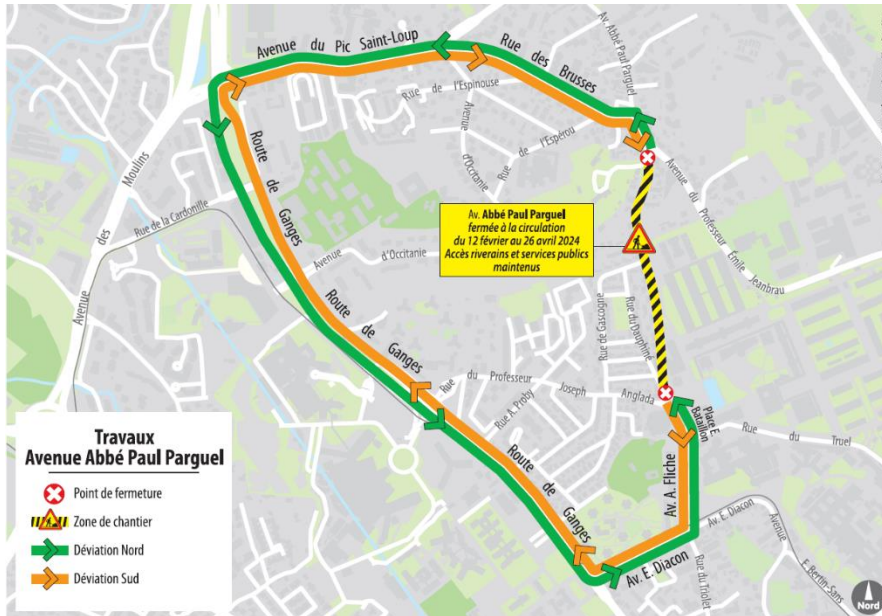 Avenue du Pic Saint-Loup
Rue des Brusses
Av. Abbé Paul Parguel
Rue de l'Espinouse
Avenue
d'Occitanie
Rue de l'Espérou
Avenue des Moulins
Rue de la Cardonille
Route de Ganges
Avenue d'Occitanie
Avenue du Professeur Émile Jeanbrau
Av. Abbé Paul Parguel
fermée à la circulation
du 12 février au 26 avril 2024
Accès riverains et services publics
maintenus
Rue de Gascogne
Rue du Dauphiné
Route de Ganges
Rue du Professeur Joseph Anglada
Rue A. Proby
Place E.
Bataillon
Rue du Truel
Route de Ganges
Av. A. Fliche
Av. E. Diacon
Av. E. Diacon
Avenue F. Bertin-Sans
Rue du Triolet
Travaux
Avenue Abbé Paul Parguel
Point de fermeture
Zone de chantier
Déviation Nord
Déviation Sud
Nord